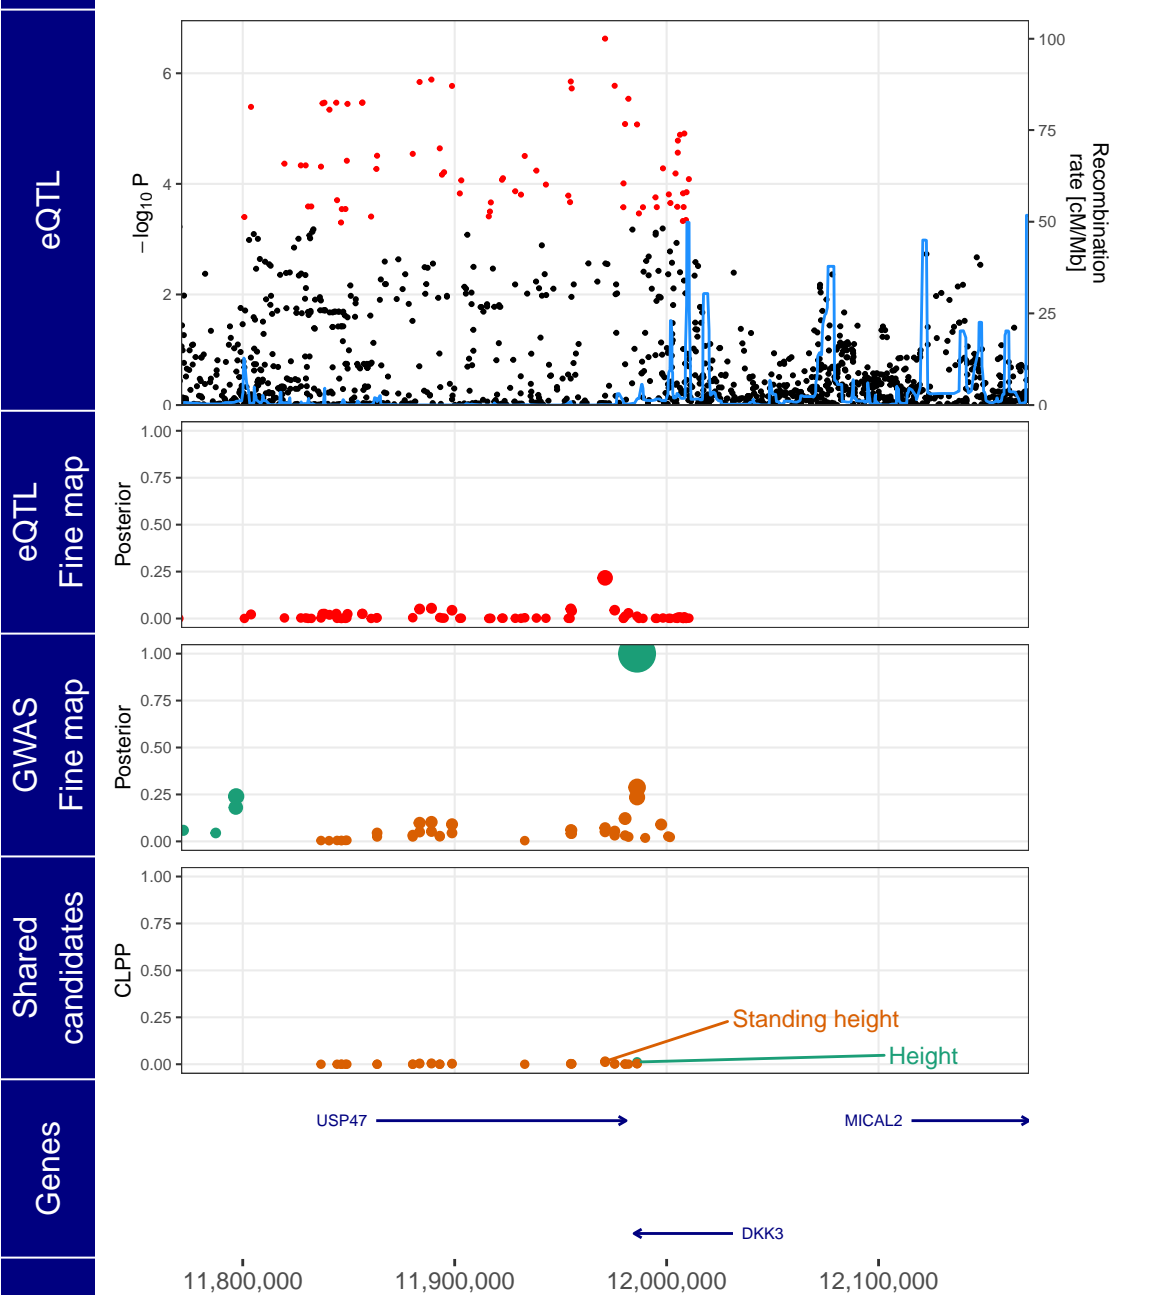 eQTL
−log10 P
6
4
2
0
100
75
50
25
0
Recombination
rate [cM/Mb]
eQTL
Fine map
Posterior
1.00
0.75
0.50
0.25
0.00
GWAS
Fine map
Posterior
1.00
0.75
0.50
0.25
0.00
Shared
candidates
CLPP
1.00
0.75
0.50
0.25
0.00
Standing height
Height
Genes
USP47
MICAL2
DKK3
11,800,000
11,900,000
12,000,000
12,100,000